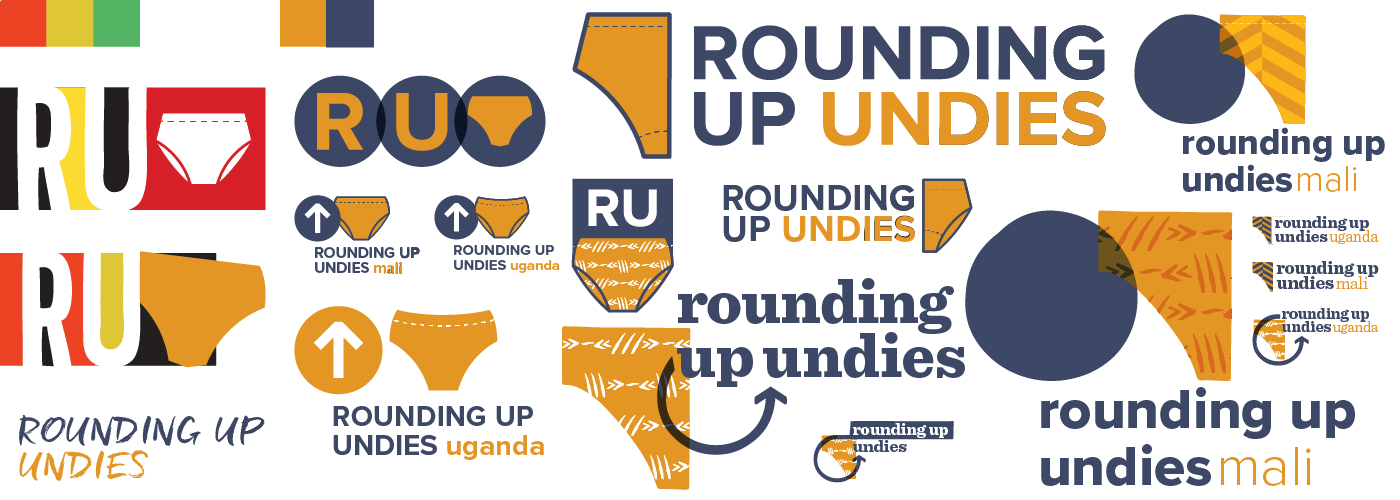 RU
RU
ROUNDING UP
UNDIES
R U
ROUNDING UP
UNDIES mali
ROUNDING UP
UNDIES uganda
ROUNDING UP
UNDIES uganda
ROUNDING
UP UNDIES
RU
ROUNDING
UP UNDIES
rounding
up undies
rounding up
undies
rounding up
undies mali
rounding up
undies uganda
rounding up
undies mali
rounding up
undies uganda
rounding up
undies mali